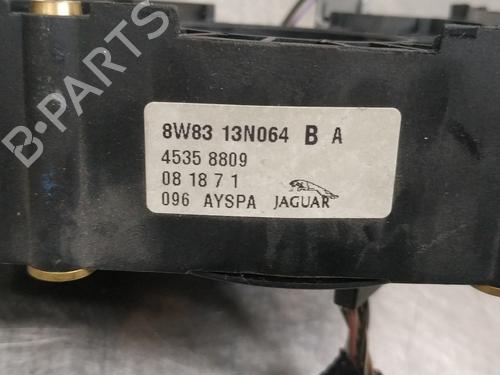 B-PARTS
8W83 13N064 B A
4535 8809
08 18 7 1
096 AYSPA JAGUAR